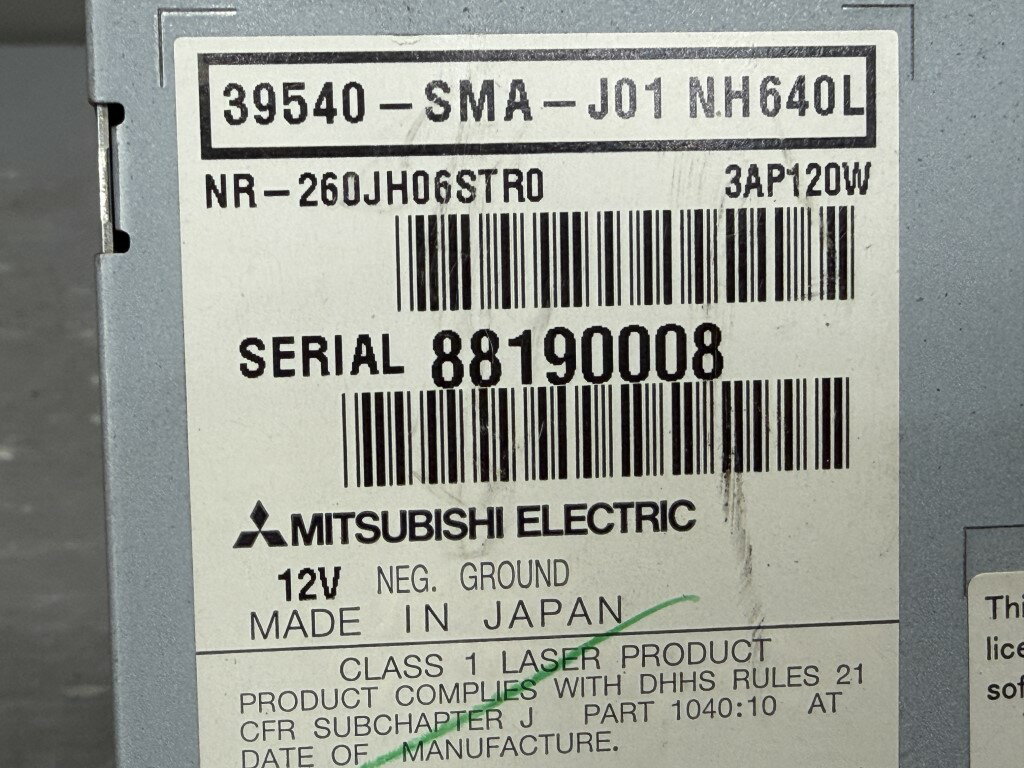 39540-SMA-J01 NH640L
NR-260JH06STR0 3AP120W
SERIAL 88190008
MITSUBISHI ELECTRIC
12V NEG. GROUND
MADE IN JAPAN
CLASS 1 LASER PRODUCT
PRODUCT COMPLIES WITH DHHS RULES 21
CFR SUBCHAPTER J PART 1040:10 AT
DATE OF MANUFACTURE.